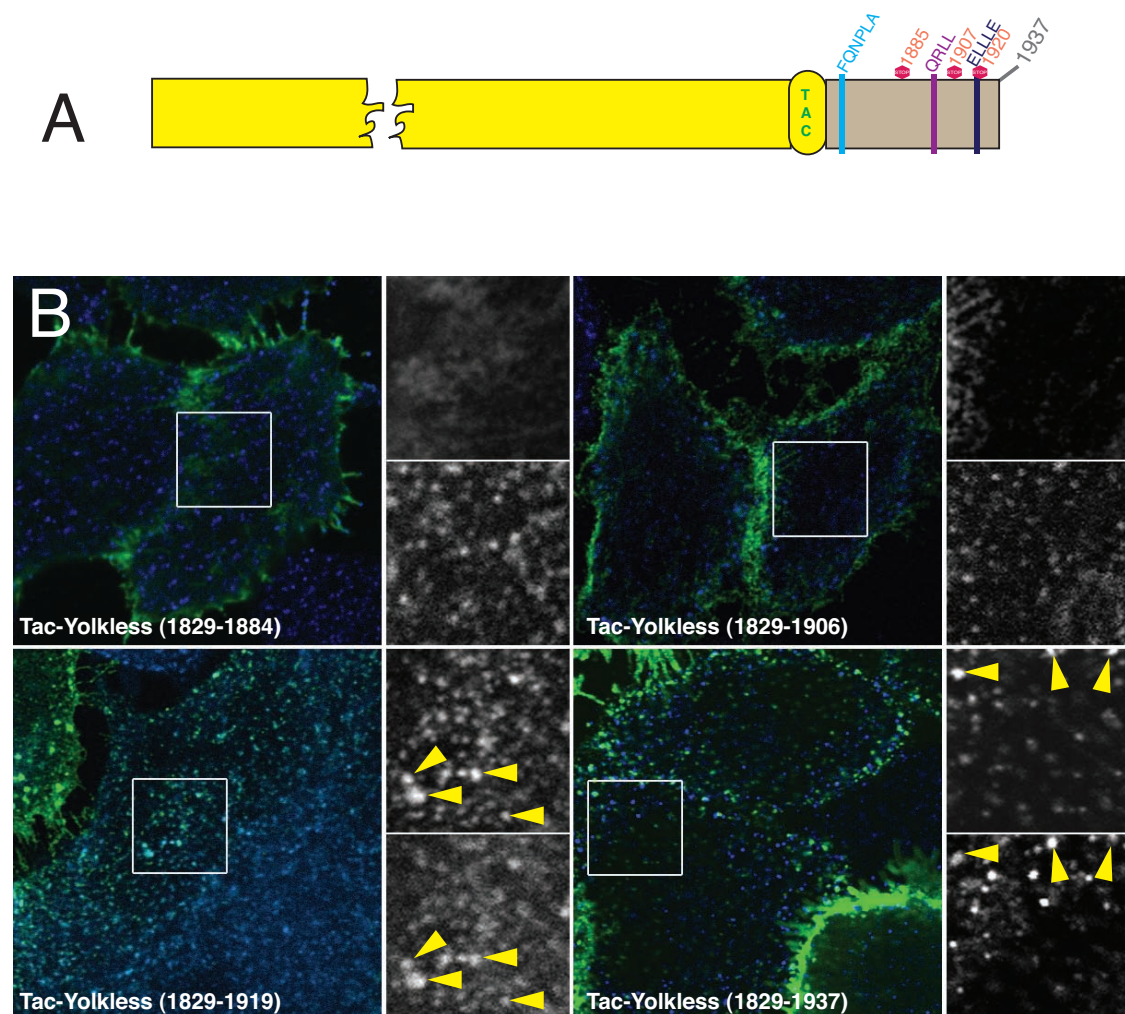 A
FQNPLA
1885
QRLL
1907
ELLLE
1920
1937
STOP
STOP
STOP
T
A
C
B
Tac-Yolkless (1829-1884)
Tac-Yolkless (1829-1906)
Tac-Yolkless (1829-1919)
Tac-Yolkless (1829-1937)